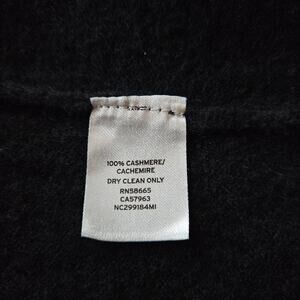 100% CASHMERE/
CACHEMIRE
DRY CLEAN ONLY
RN58665
CA57963
NC299184MI